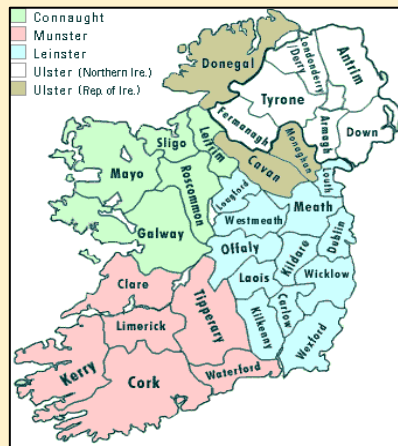 Connaught
Munster
Leinster
Ulster (Northern Ire.)
Ulster (Rep. of Ire.)
Donegal
Londonderry
/Derry
Antrim
Tyrone
Fermanagh
Armagh
Down
Monaghan
Cavan
Sligo
Leitrim
Mayo
Roscommon
Galway
Longford
Louth
Meath
Westmeath
Dublin
Offaly
Kildare
Wicklow
Laois
Carlow
Kilkenny
Wexford
Clare
Limerick
Tipperary
Kerry
Cork
Waterford